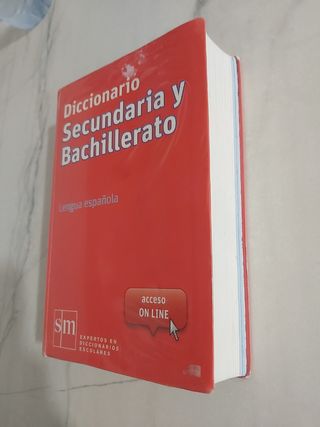 Diccionario
Secundaria y
Bachillerato
Lengua española
acceso
ON LINE
sm
EXPERTOS EN
DICCIONARIOS
ESCOLARES